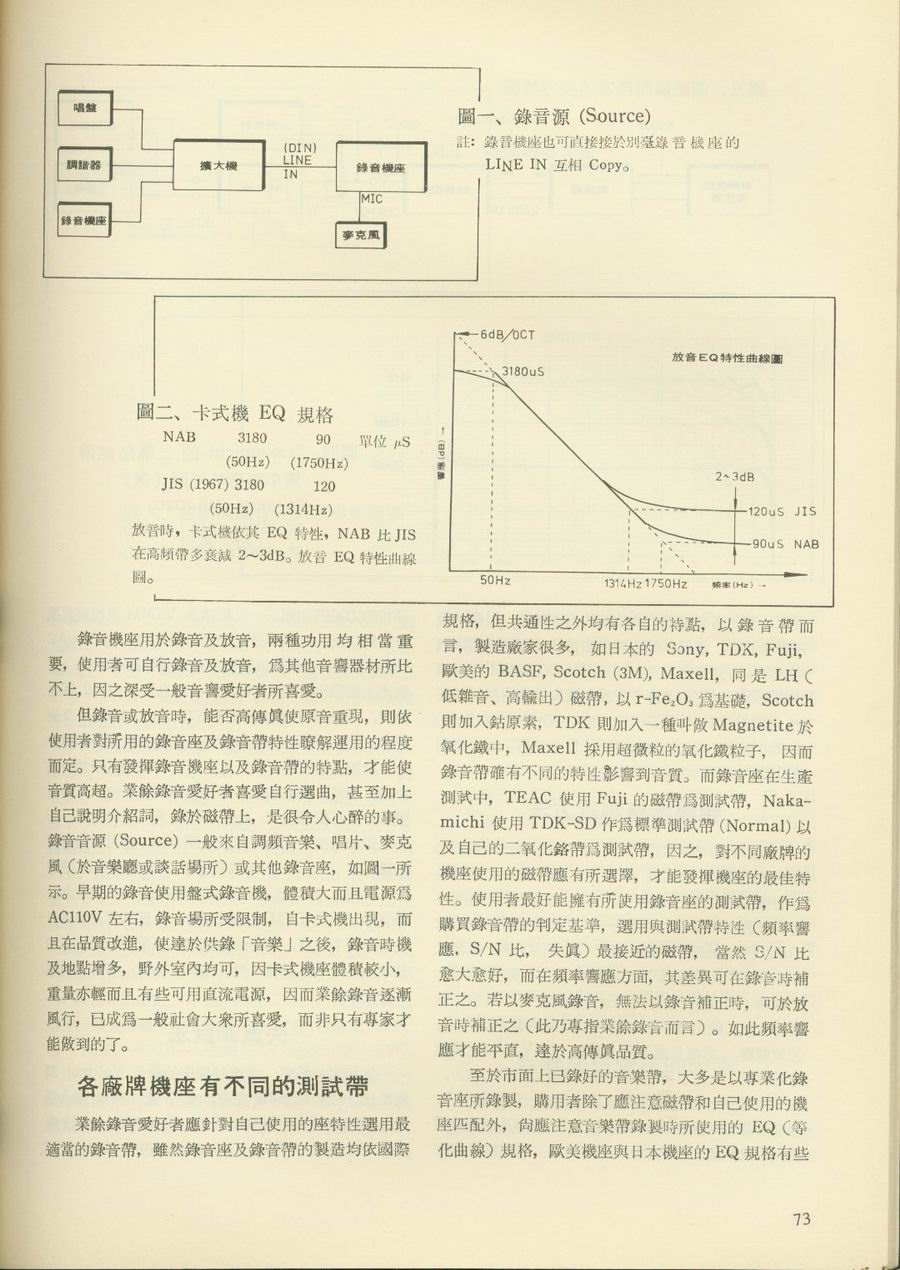 唱盤
調諧器
錄音機座
擴大機
(DIN)
LINE
IN
錄音機座
MIC
麥克風
圖一、錄音源 (Source)
註: 錄音機座也可直接接於別臺錄音機座的
LINE IN 互相 Copy。
圖二、卡式機 EQ 規格
NAB 3180 90 單位 μS
(50Hz) (1750Hz)
JIS (1967) 3180 120
(50Hz) (1314Hz)
放音時，卡式機依其 EQ 特性，NAB 比 JIS
在高頻帶多衰減 2～3dB。放音 EQ 特性曲線
圖。
6dB/OCT
3180uS
放音EQ特性曲線圖
2~3dB
120uS JIS
90uS NAB
50Hz
1314Hz 1750Hz
頻率(Hz) →
錄音機座用於錄音及放音，兩種功用均相當重
要，使用者可自行錄音及放音，爲其他音響器材所比
不上，因之深受一般音響愛好者所喜愛。
但錄音或放音時，能否高傳眞使原音重現，則依
使用者對所用的錄音座及錄音帶特性瞭解運用的程度
而定。只有發揮錄音機座以及錄音帶的特點，才能使
音質高超。業餘錄音愛好者喜愛自行選曲，甚至加上
自己說明介紹詞，錄於磁帶上，是很令人心醉的事。
錄音音源 (Source) 一般來自調頻音樂、唱片、麥克
風（於音樂廳或談話場所）或其他錄音座，如圖一所
示。早期的錄音使用盤式錄音機，體積大而且電源爲
AC110V 左右，錄音場所受限制，自卡式機出現，而
且在品質改進，使達於供錄「音樂」之後，錄音時機
及地點增多，野外室內均可，因卡式機座體積較小，
重量亦輕而且有些可用直流電源，因而業餘錄音逐漸
風行，已成爲一般社會大衆所喜愛，而非只有專家才
能做到的了。
各廠牌機座有不同的測試帶
業餘錄音愛好者應針對自己使用的座特性選用最
適當的錄音帶，雖然錄音座及錄音帶的製造均依國際
規格，但共通性之外均有各自的特點，以錄音帶而
言，製造廠家很多，如日本的 Sony, TDK, Fuji,
歐美的 BASF, Scotch (3M), Maxell，同是 LH（
低雜音、高輸出）磁帶，以 r-Fe₂O₃ 爲基礎，Scotch
則加入鈷原素，TDK 則加入一種叫做 Magnetite 於
氧化鐵中，Maxell 採用超微粒的氧化鐵粒子，因而
錄音帶確有不同的特性影響到音質。而錄音座在生產
測試中，TEAC 使用 Fuji 的磁帶爲測試帶，Naka-
michi 使用 TDK-SD 作爲標準測試帶 (Normal) 以
及自己的二氧化鉻帶爲測試帶，因之，對不同廠牌的
機座使用的磁帶應有所選擇，才能發揮機座的最佳特
性。使用者最好能擁有所使用錄音座的測試帶，作爲
購買錄音帶的判定基準，選用與測試帶特性（頻率響
應，S/N 比，失眞）最接近的磁帶，當然 S/N 比
愈大愈好，而在頻率響應方面，其差異可在錄音時補
正之。若以麥克風錄音，無法以錄音補正時，可於放
音時補正之（此乃專指業餘錄音而言）。如此頻率響
應才能平直，達於高傳眞品質。
至於市面上已錄好的音樂帶，大多是以專業化錄
音座所錄製，購用者除了應注意磁帶和自己使用的機
座匹配外，尙應注意音樂帶錄製時所使用的 EQ（等
化曲線）規格，歐美機座與日本機座的 EQ 規格有些
73